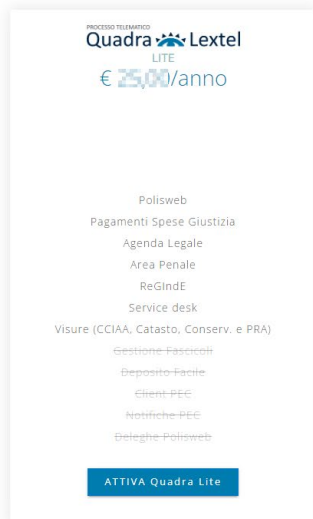 PROCESSO TELEMATICO
Quadra Lextel
LITE
€ /anno
Polisweb
Pagamenti Spese Giustizia
Agenda Legale
Area Penale
ReGIndE
Service desk
Visure (CCIAA, Catasto, Conserv. e PRA)
Gestione Fascicoli
Deposito Facile
Client PEC
Notifiche PEC
Deleghe Polisweb
ATTIVA Quadra Lite